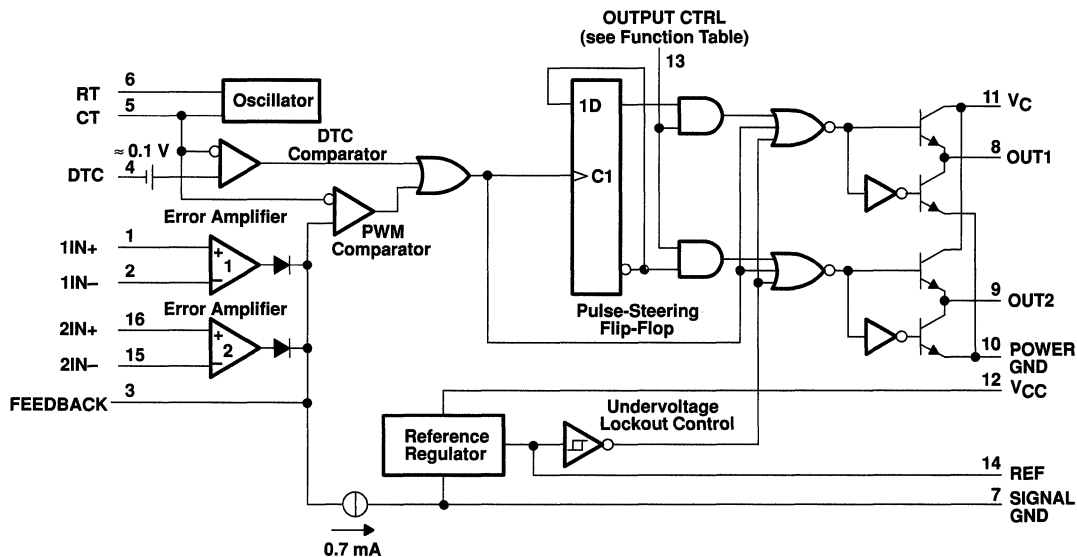 OUTPUT CTRL
(see Function Table)
13
6
RT
5
CT
Oscillator
DTC
Comparator
≈ 0.1 V
4
DTC
1D
C1
11 VC
8
OUT1
Error Amplifier
PWM
Comparator
1
1IN+
+
1
2
1IN−
−
Error Amplifier
16
2IN+
+
2
15
2IN−
−
3
FEEDBACK
Pulse-Steering
Flip-Flop
9
OUT2
10 POWER
GND
12 VCC
Reference
Regulator
Undervoltage
Lockout Control
14 REF
7 SIGNAL
GND
0.7 mA